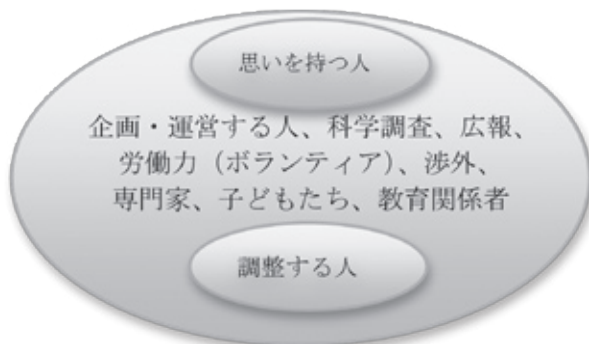 思いを持つ人
企画・運営する人、科学調査、広報、
労働力（ボランティア）、渉外、
専門家、子どもたち、教育関係者
調整する人